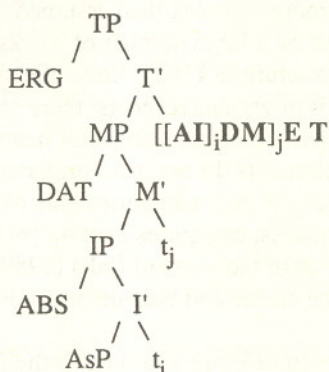 TP
ERG T'
MP [[AI]iDM]jE T
DAT M'
IP tj
ABS I'
AsP ti